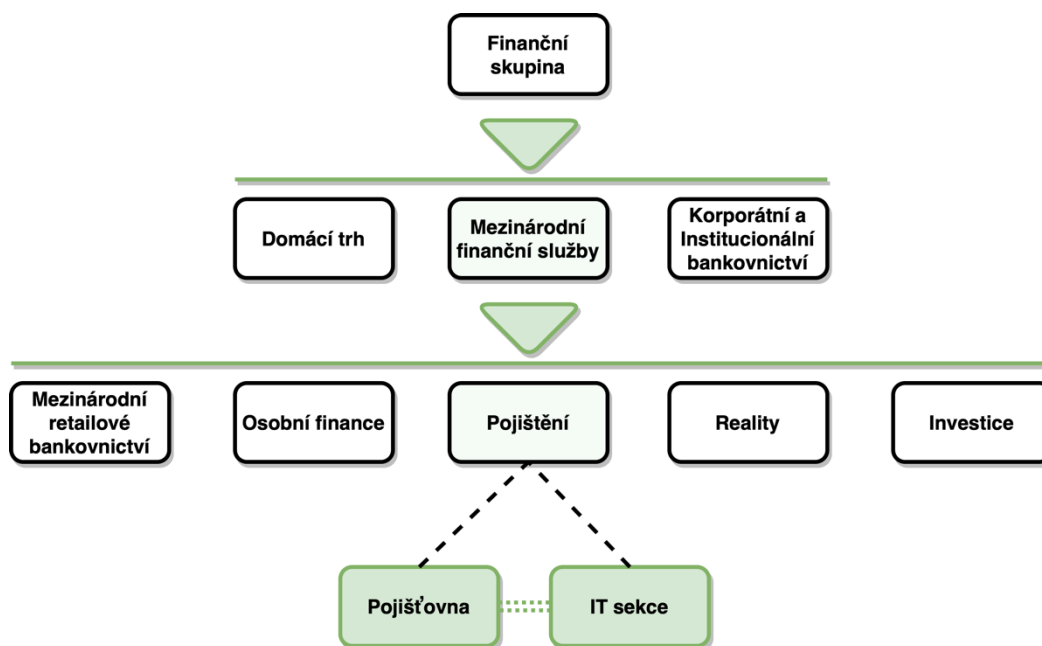 Finanční
skupina
Domácí trh
Mezinárodní
finanční služby
Korporátní a
Institucionální
bankovnictví
Mezinárodní
retailové
bankovnictví
Osobní finance
Pojištění
Reality
Investice
Pojišťovna
IT sekce